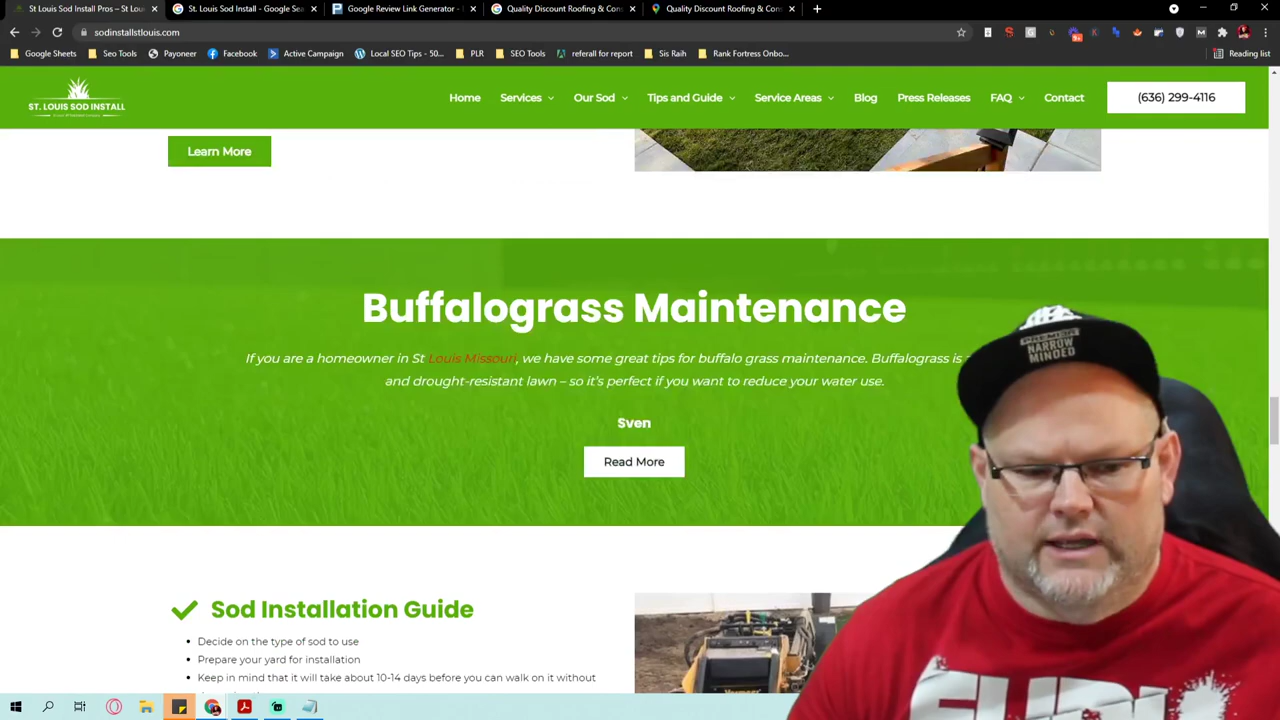 St. Louis Sod Install Pros – St. Lou
St. Louis Sod Install - Google Sea
Google Review Link Generator -
Quality Discount Roofing & Cons
Quality Discount Roofing & Cons
sodinstallstlouis.com
Google Sheets
Seo Tools
Payoneer
Facebook
Active Campaign
Local SEO Tips - 50...
PLR
SEO Tools
referall for report
Sis Raih
Rank Fortress Onbo...
Reading list
ST. LOUIS SOD INSTALL
Home
Services
Our Sod
Tips and Guide
Service Areas
Blog
Press Releases
FAQ
Contact
(636) 299-4116
Learn More
Buffalograss Maintenance
If you are a homeowner in St Louis Missouri, we have some great tips for buffalo grass maintenance. Buffalograss is
and drought-resistant lawn – so it's perfect if you want to reduce your water use.
Sven
Read More
Sod Installation Guide
Decide on the type of sod to use
Prepare your yard for installation
Keep in mind that it will take about 10-14 days before you can walk on it without
PREMIER
NARROW
MINDED